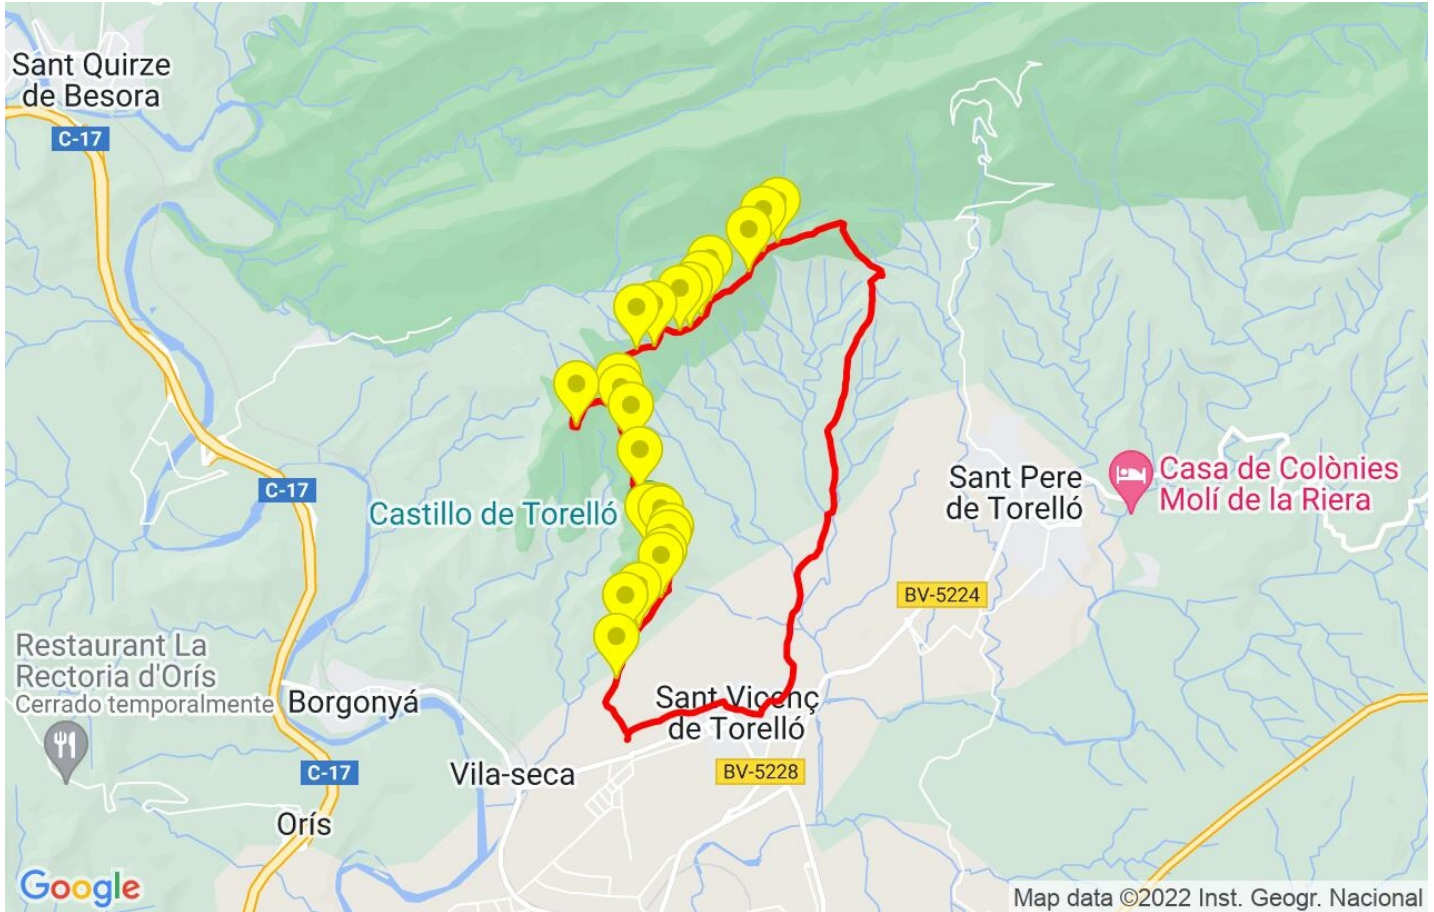 Sant Quirze
de Besora
C-17
C-17
Sant Pere
de Torelló
Casa de Colònies
Molí de la Riera
Castillo de Torelló
BV-5224
Restaurant La
Rectoria d'Orís
Cerrado temporalmente
Borgonyá
Sant Vicenç
de Torelló
C-17
Vila-seca
BV-5228
Orís
Google
Map data ©2022 Inst. Geogr. Nacional